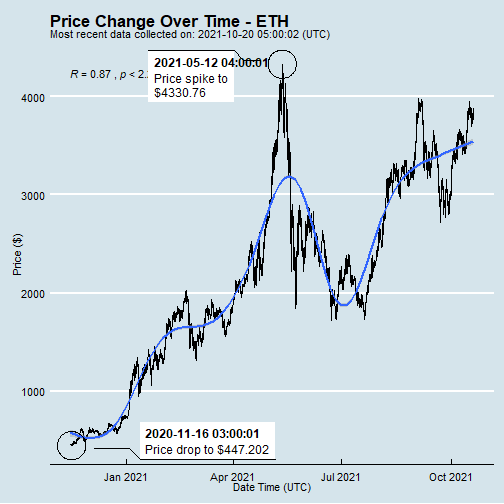 Price Change Over Time - ETH
Most recent data collected on: 2021-10-20 05:00:02 (UTC)
R = 0.87 , p < 2.
2021-05-12 04:00:01
Price spike to
$4330.76
4000
3000
2000
1000
Price ($)
2020-11-16 03:00:01
Price drop to $447.202
Jan 2021
Apr 2021
Jul 2021
Oct 2021
Date Time (UTC)